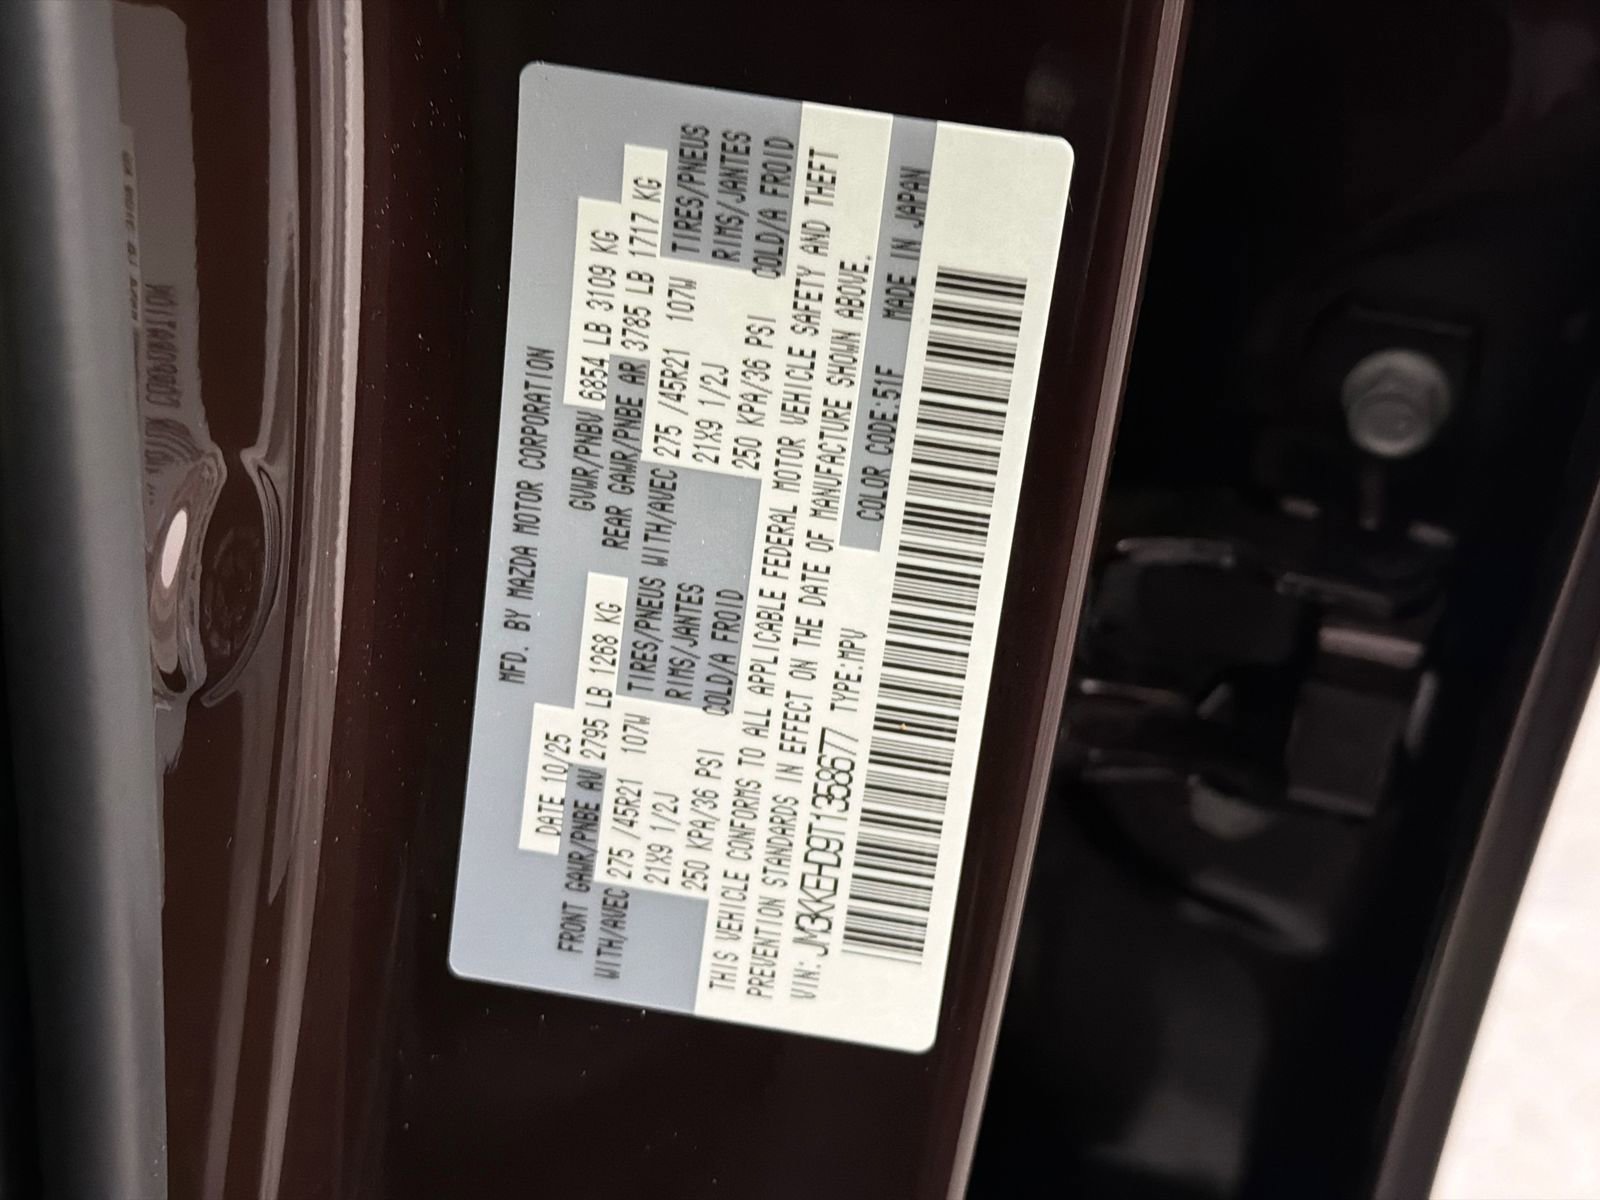 MFD. BY MAZDA MOTOR CORPORATION
DATE 10/25 GVWR/PNBV 6854 LB 3109 KG
FRONT GAWR/PNBE AV 2795 LB 1268 KG REAR GAWR/PNBE AR 3785 LB 1717 KG
WITH/AVEC 275 /45R21 107W TIRES/PNEUS WITH/AVEC 275 /45R21 107W TIRES/PNEUS
21X9 1/2J RIMS/JANTES 21X9 1/2J RIMS/JANTES
250 KPA/36 PSI COLD/A FROID 250 KPA/36 PSI COLD/A FROID
THIS VEHICLE CONFORMS TO ALL APPLICABLE FEDERAL MOTOR VEHICLE SAFETY AND THEFT
PREVENTION STANDARDS IN EFFECT ON THE DATE OF MANUFACTURE SHOWN ABOVE.
VIN: JM3KKEHD9T1358677 TYPE:MPV COLOR CODE:51F MADE IN JAPAN